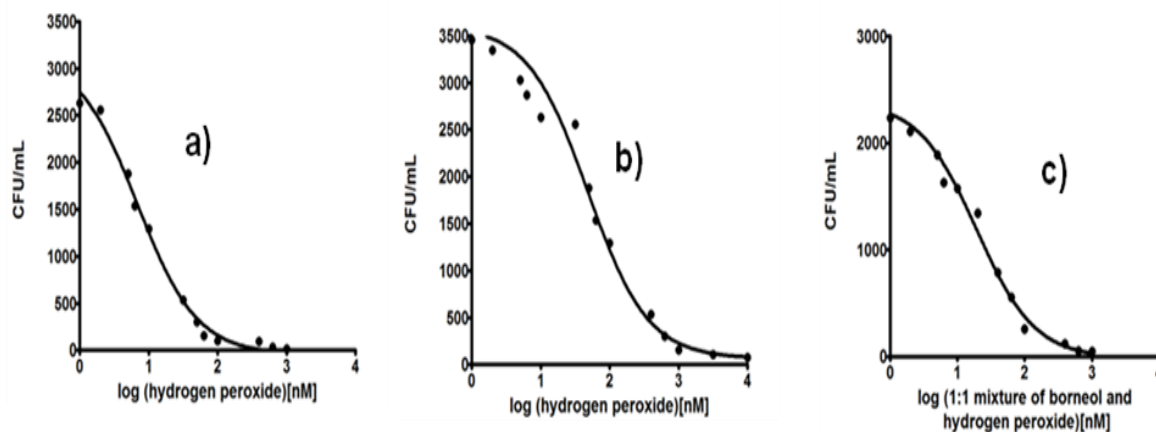 3500
3000
2500
2000
1500
1000
500
0
CFU/mL
a)
0 1 2 3 4
log (hydrogen peroxide)[nM]
3500
3000
2500
2000
1500
1000
500
0
CFU/mL
b)
0 1 2 3 4
log (hydrogen peroxide)[nM]
3000
2000
1000
0
CFU/mL
c)
0 1 2 3 4
log (1:1 mixture of borneol and
hydrogen peroxide)[nM]